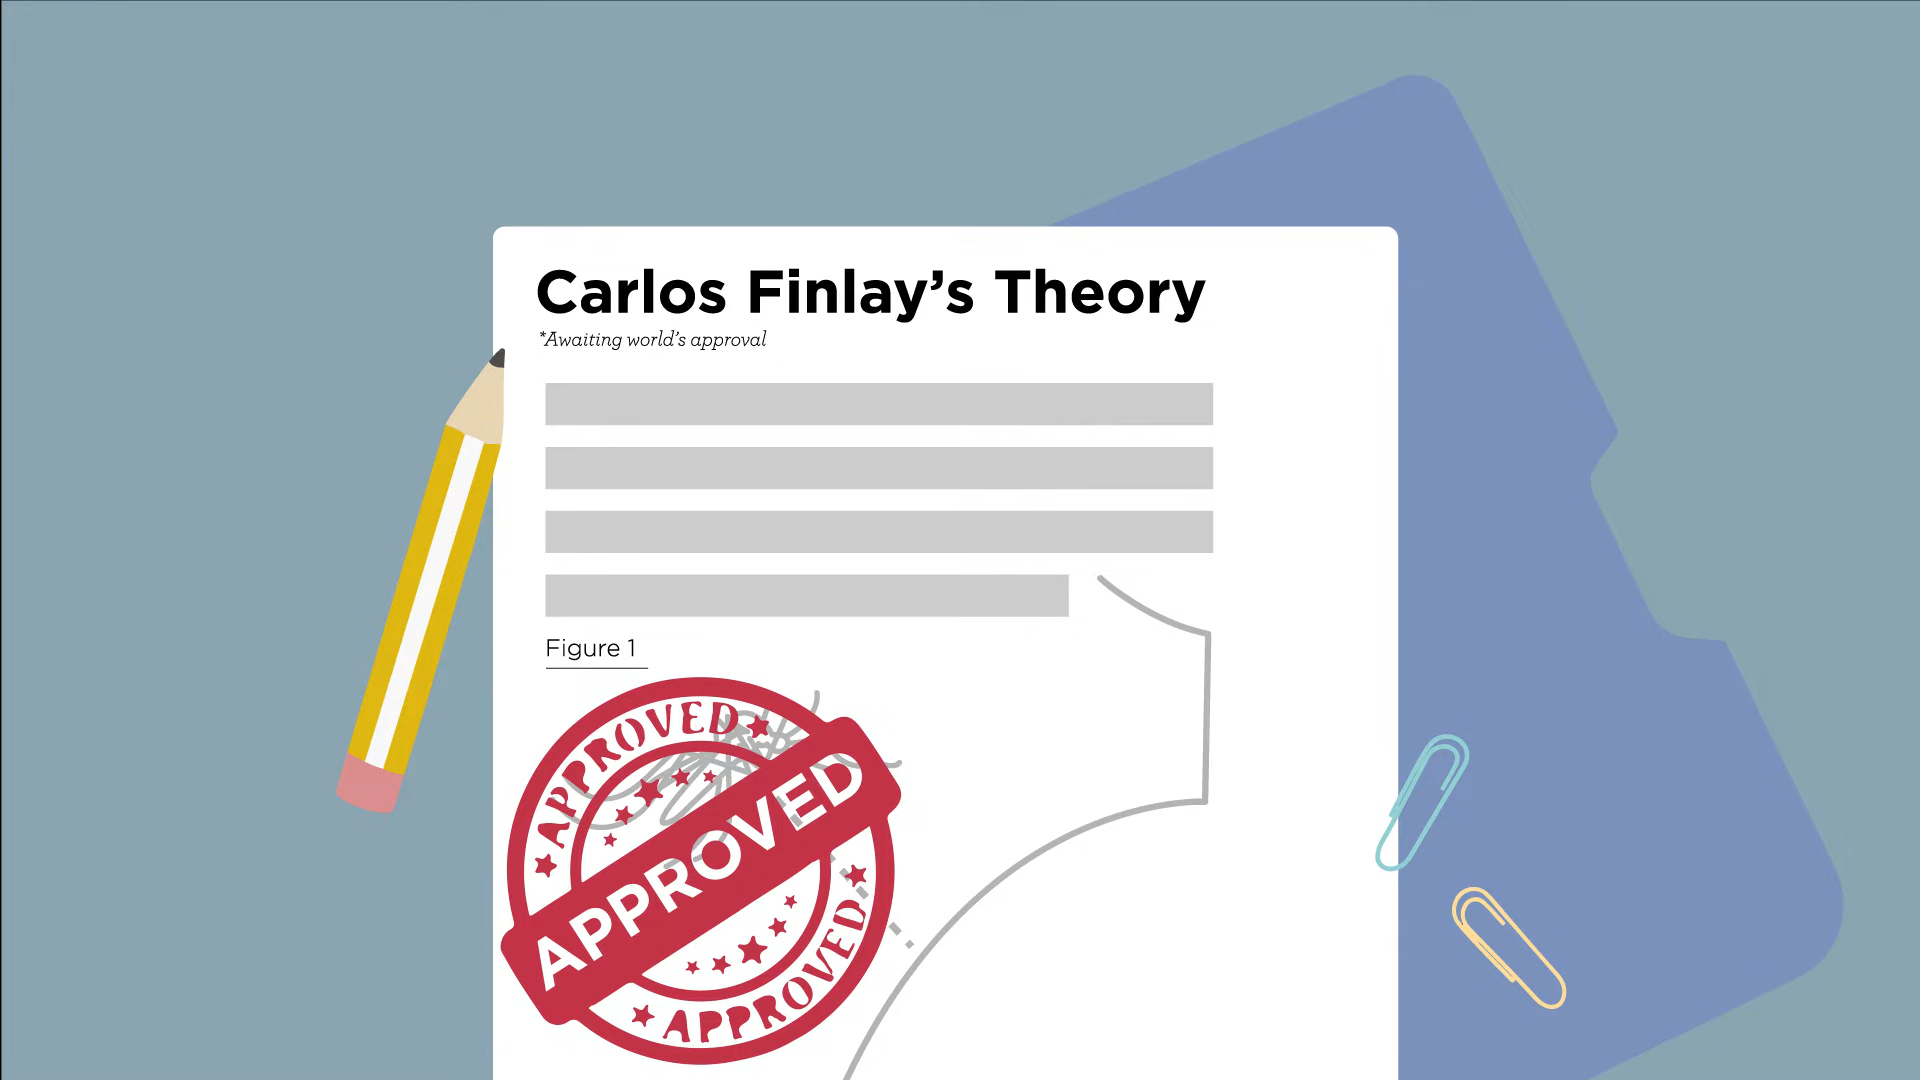 Carlos Finlay’s Theory
*Awaiting world’s approval
Figure 1
APPROVED
APPROVED
APPROVED